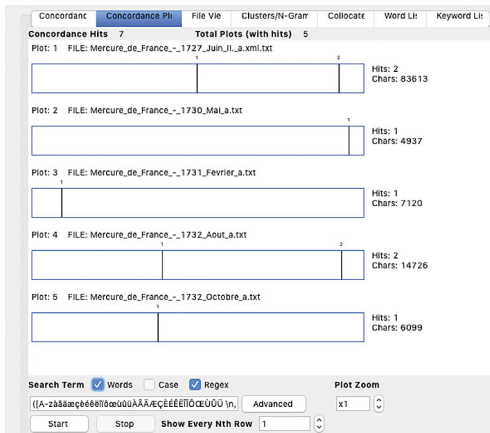 Concordanc Concordance Plo File Vie Clusters/N-Gram Collocate Word Lis Keyword Lis
Concordance Hits 7 Total Plots (with hits) 5
Plot: 1 FILE: Mercure_de_France_-_1727_Juin_II._a.xml.txt
1 2
Hits: 2
Chars: 83613
Plot: 2 FILE: Mercure_de_France_-_1730_Mai_a.txt
1
Hits: 1
Chars: 4937
Plot: 3 FILE: Mercure_de_France_-_1731_Fevrier_a.txt
1
Hits: 1
Chars: 7120
Plot: 4 FILE: Mercure_de_France_-_1732_Aout_a.txt
1 2
Hits: 2
Chars: 14726
Plot: 5 FILE: Mercure_de_France_-_1732_Octobre_a.txt
1
Hits: 1
Chars: 6099
Search Term Words Case Regex Plot Zoom
([A-zàâäæçèéêëîïôœùûüÀÂÄÆÇÈÉÊËÎÏÔŒÙÛÜ \n, Advanced x1
Start Stop Show Every Nth Row 1